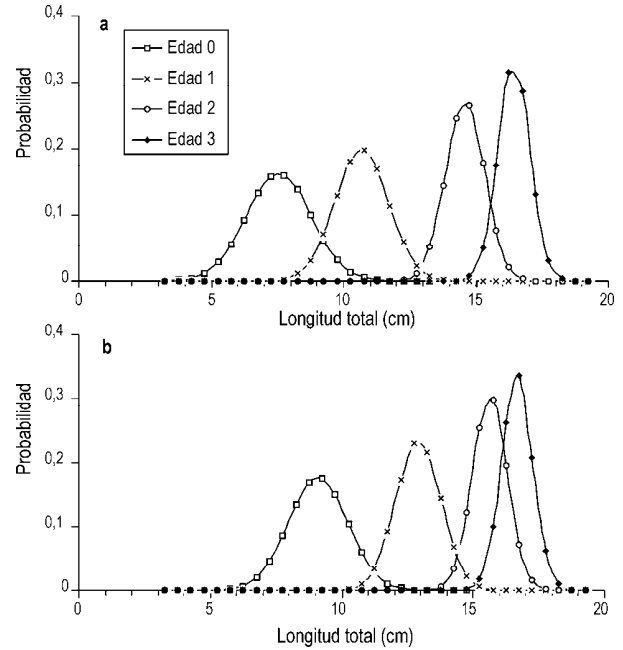 a
0,4
Edad 0
Edad 1
Edad 2
Edad 3
0,3
0,2
0,1
0
Probabilidad
0 5 10 15 20
Longitud total (cm)
b
0,4
0,3
0,2
0,1
0
Probabilidad
0 5 10 15 20
Longitud total (cm)